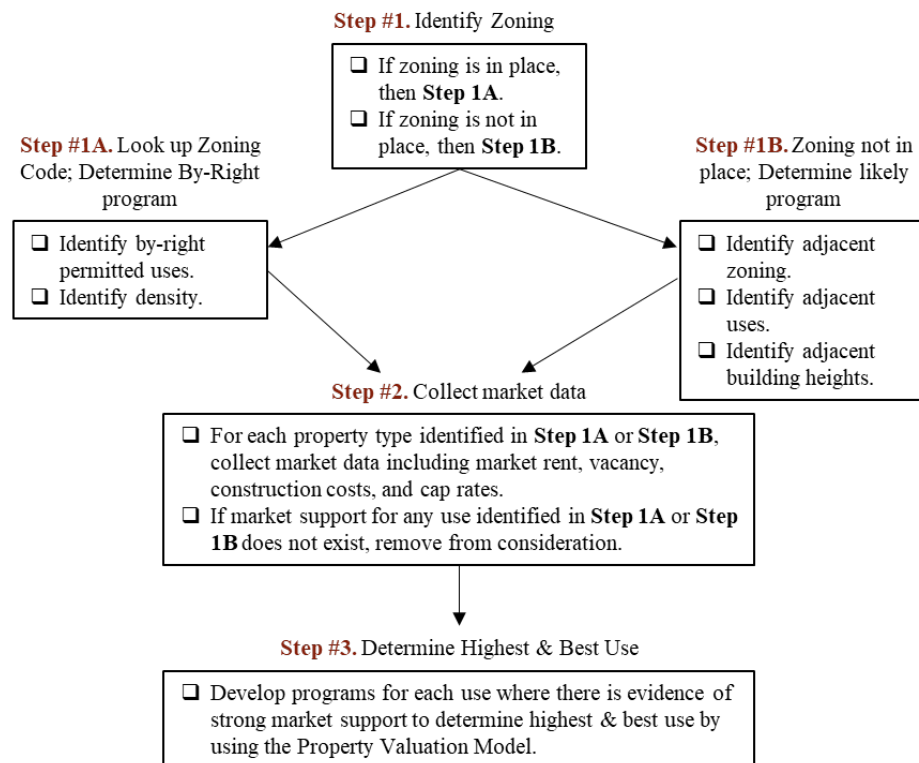 Step #1. Identify Zoning
❑ If zoning is in place,
then Step 1A.
❑ If zoning is not in
place, then Step 1B.
Step #1A. Look up Zoning
Code; Determine By-Right
program
❑ Identify by-right
permitted uses.
❑ Identify density.
Step #1B. Zoning not in
place; Determine likely
program
❑ Identify adjacent
zoning.
❑ Identify adjacent
uses.
❑ Identify adjacent
building heights.
Step #2. Collect market data
❑ For each property type identified in Step 1A or Step 1B,
collect market data including market rent, vacancy,
construction costs, and cap rates.
❑ If market support for any use identified in Step 1A or Step
1B does not exist, remove from consideration.
Step #3. Determine Highest & Best Use
❑ Develop programs for each use where there is evidence of
strong market support to determine highest & best use by
using the Property Valuation Model.